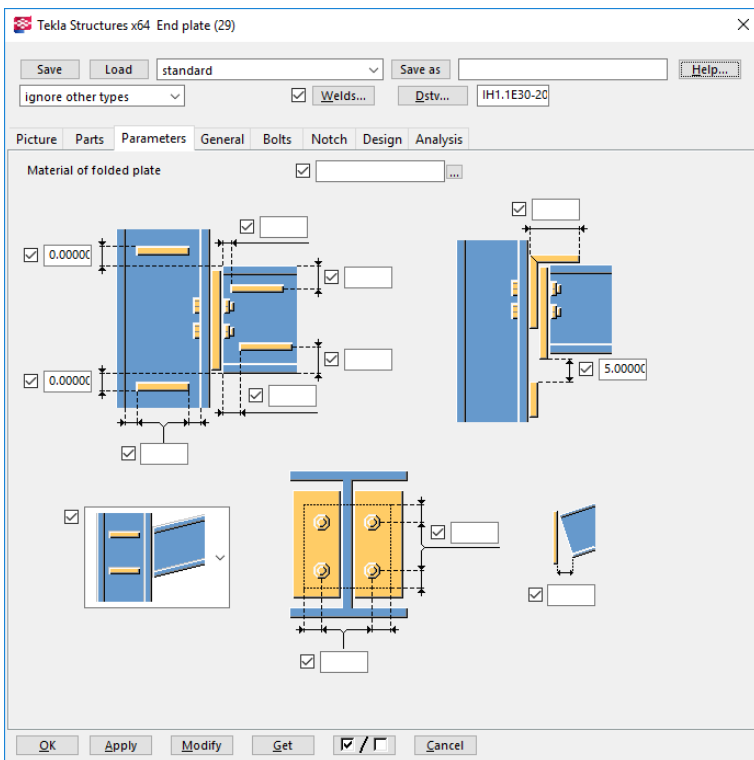 Tekla Structures x64 End plate (29)
Save Load standard Save as Help...
ignore other types Welds... Dstv... IH1.1E30-20
Picture Parts Parameters General Bolts Notch Design Analysis
Material of folded plate ...
0.00000
0.00000
5.00000
OK Apply Modify Get / Cancel